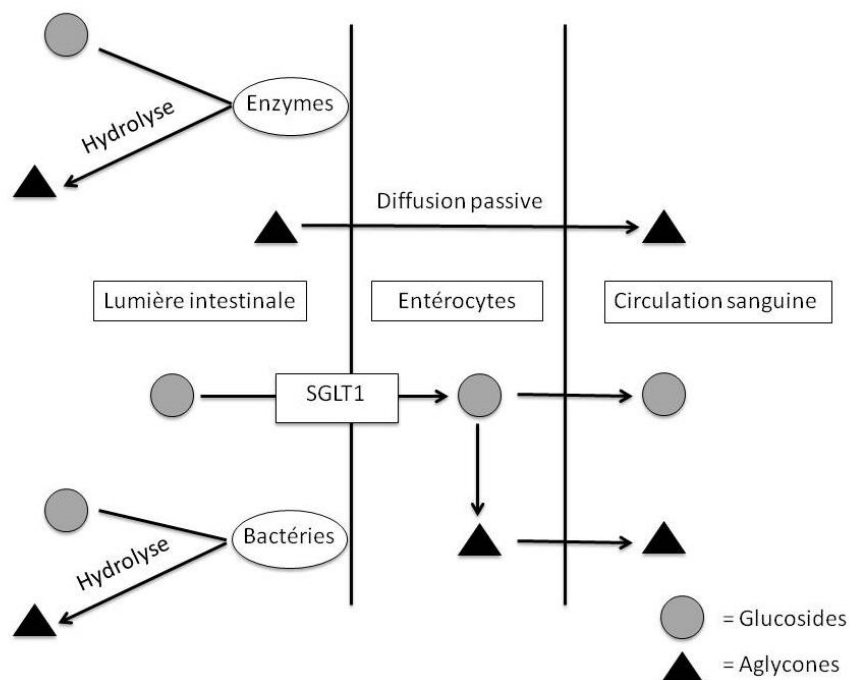 Enzymes
Hydrolyse
Diffusion passive
Lumière intestinale
Entérocytes
Circulation sanguine
SGLT1
Bactéries
Hydrolyse
= Glucosides
= Aglycones